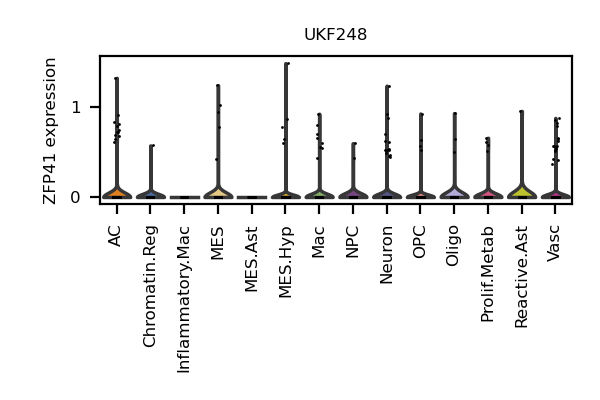 UKF248
ZFP41 expression
1
0
AC
Chromatin.Reg
Inflammatory.Mac
MES
MES.Ast
MES.Hyp
Mac
NPC
Neuron
OPC
Oligo
Prolif.Metab
Reactive.Ast
Vasc